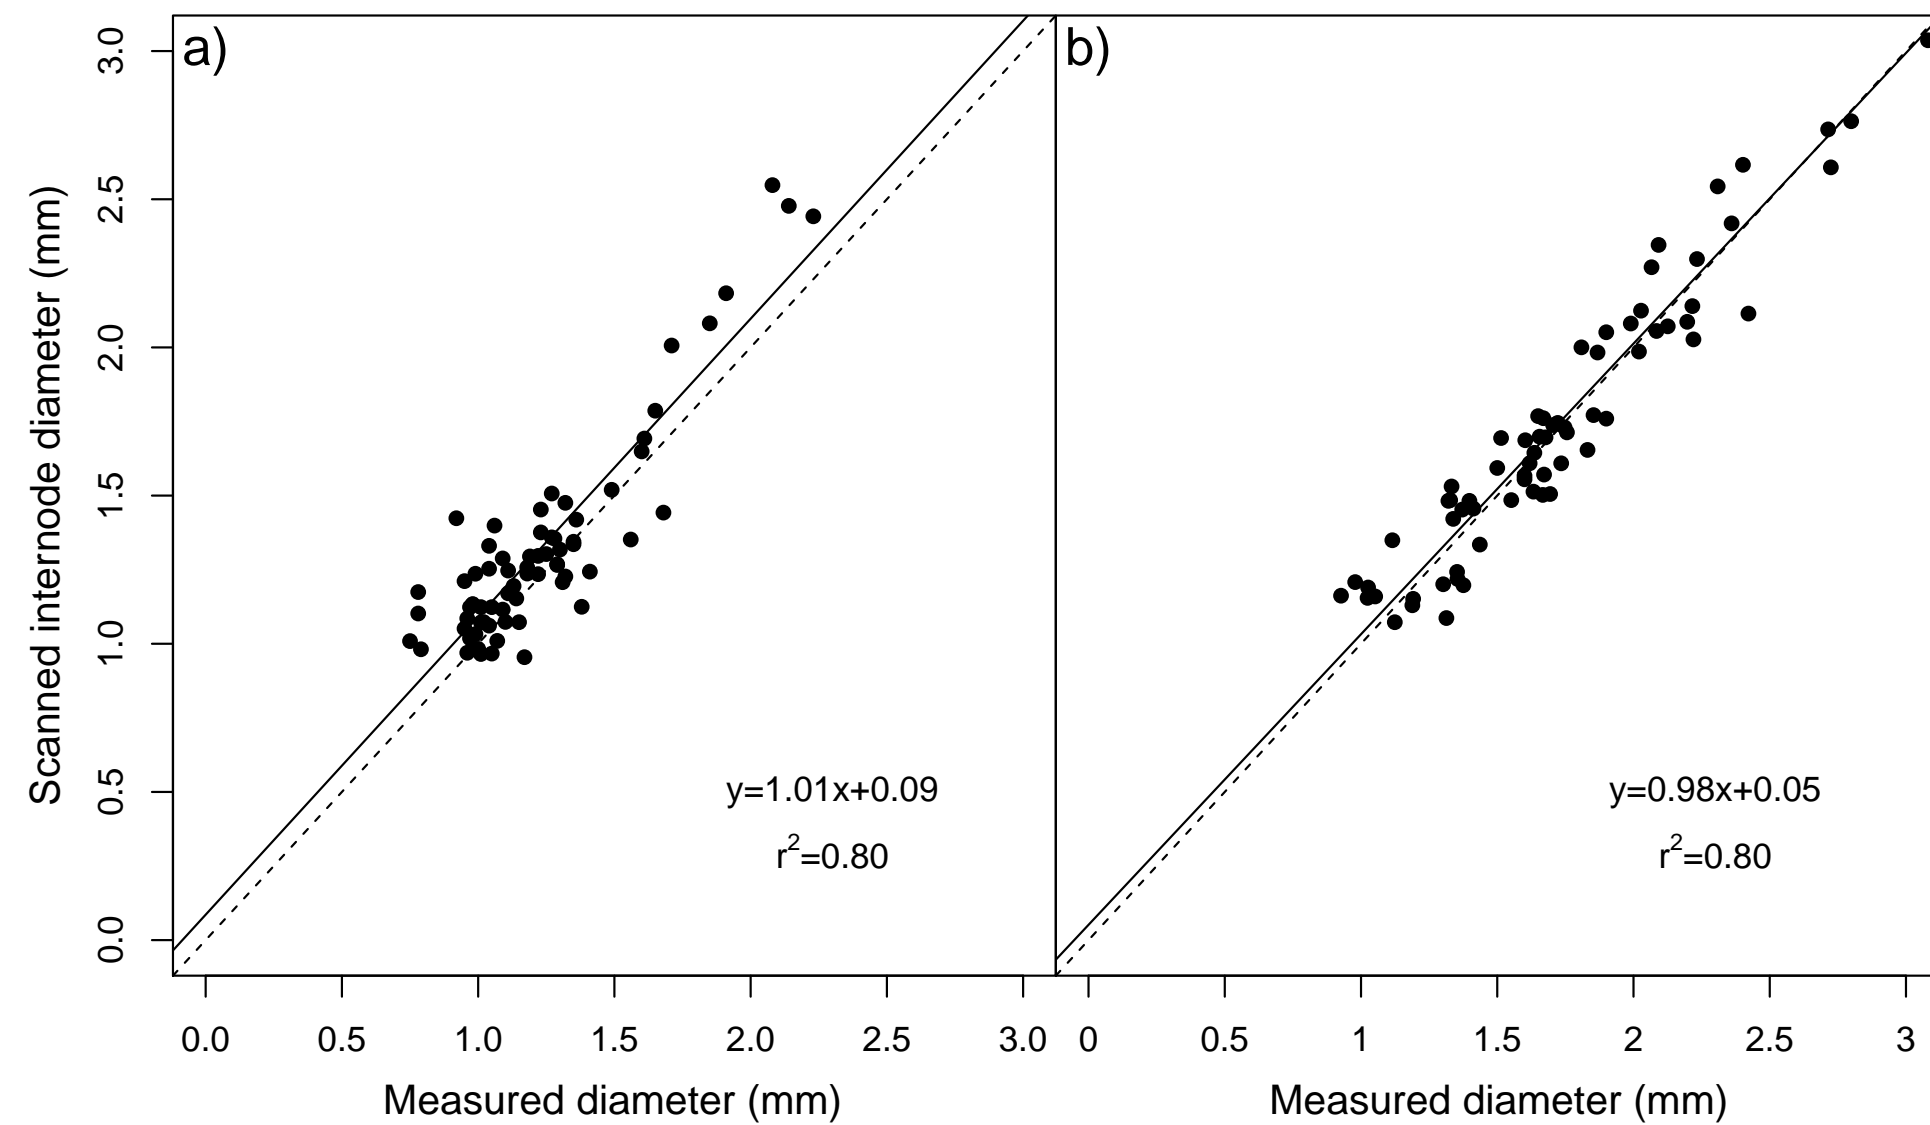 a)
b)
Scanned internode diameter (mm)
3.0
2.5
2.0
1.5
1.0
0.5
0.0
y=1.01x+0.09
r²=0.80
y=0.98x+0.05
r²=0.80
0.0 0.5 1.0 1.5 2.0 2.5 3.0
0 0.5 1 1.5 2 2.5 3
Measured diameter (mm)
Measured diameter (mm)